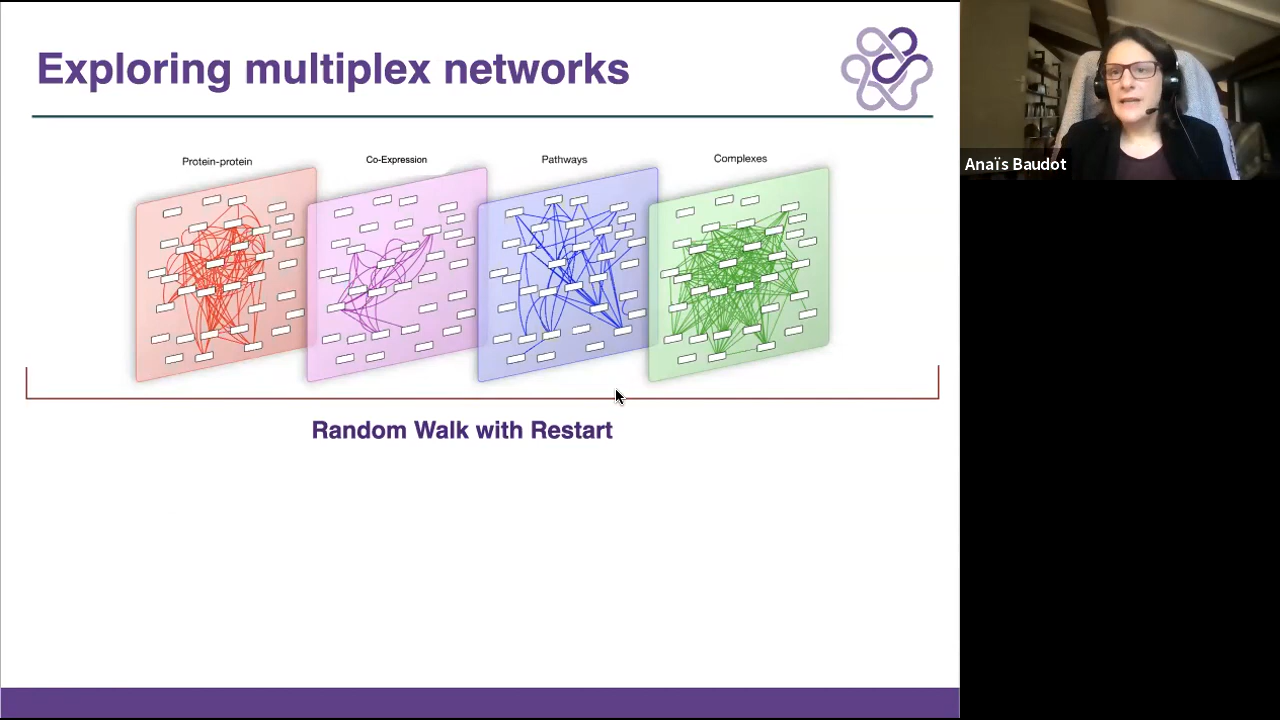 Exploring multiplex networks
Protein-protein
Co-Expression
Pathways
Complexes
Random Walk with Restart
Anaïs Baudot